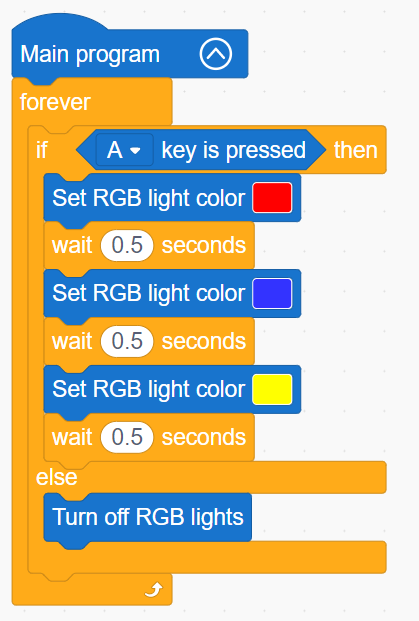 Main program
forever
if A key is pressed then
Set RGB light color
wait 0.5 seconds
Set RGB light color
wait 0.5 seconds
Set RGB light color
wait 0.5 seconds
else
Turn off RGB lights